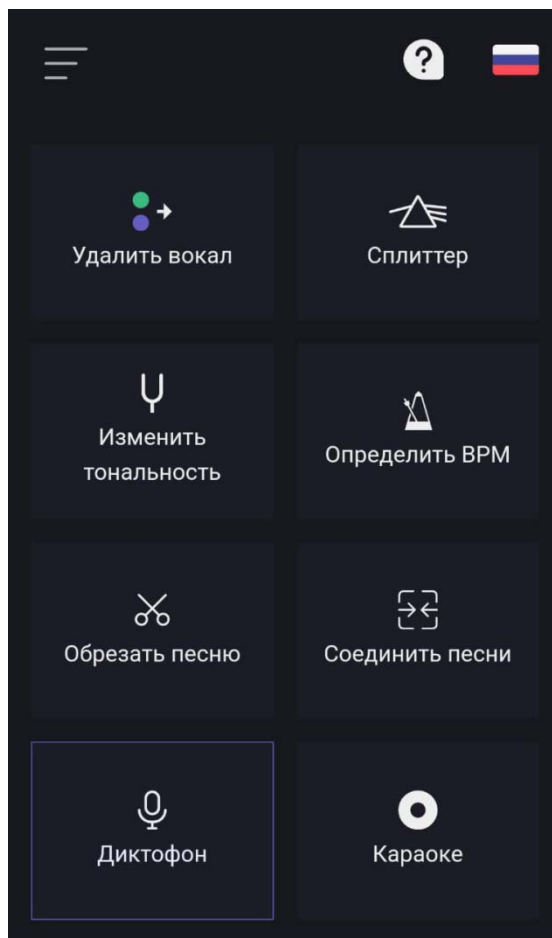 ?
Удалить вокал
Сплиттер
Изменить
тональность
Определить BPM
Обрезать песню
Соединить песни
Диктофон
Караоке